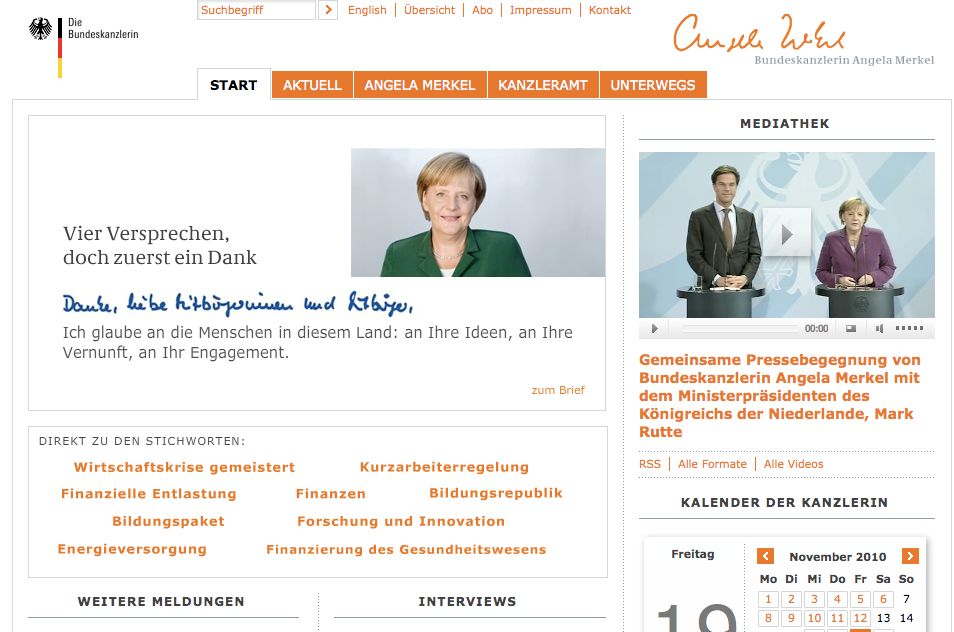 Die
Bundeskanzlerin
Suchbegriff
English
Übersicht
Abo
Impressum
Kontakt
Angela Merkel
Bundeskanzlerin Angela Merkel
START
AKTUELL
ANGELA MERKEL
KANZLERAMT
UNTERWEGS
Vier Versprechen,
doch zuerst ein Dank
Danke, liebe Mitbürgerinnen und Mitbürger,
Ich glaube an die Menschen in diesem Land: an Ihre Ideen, an Ihre
Vernunft, an Ihr Engagement.
zum Brief
DIREKT ZU DEN STICHWORTEN:
Wirtschaftskrise gemeistert
Kurzarbeiterregelung
Finanzielle Entlastung
Finanzen
Bildungsrepublik
Bildungspaket
Forschung und Innovation
Energieversorgung
Finanzierung des Gesundheitswesens
WEITERE MELDUNGEN
INTERVIEWS
MEDIATHEK
00:00
Gemeinsame Pressebegegnung von
Bundeskanzlerin Angela Merkel mit
dem Ministerpräsidenten des
Königreichs der Niederlande, Mark
Rutte
RSS
Alle Formate
Alle Videos
KALENDER DER KANZLERIN
Freitag
19
November 2010
Mo Di Mi Do Fr Sa So
1 2 3 4 5 6 7
8 9 10 11 12 13 14